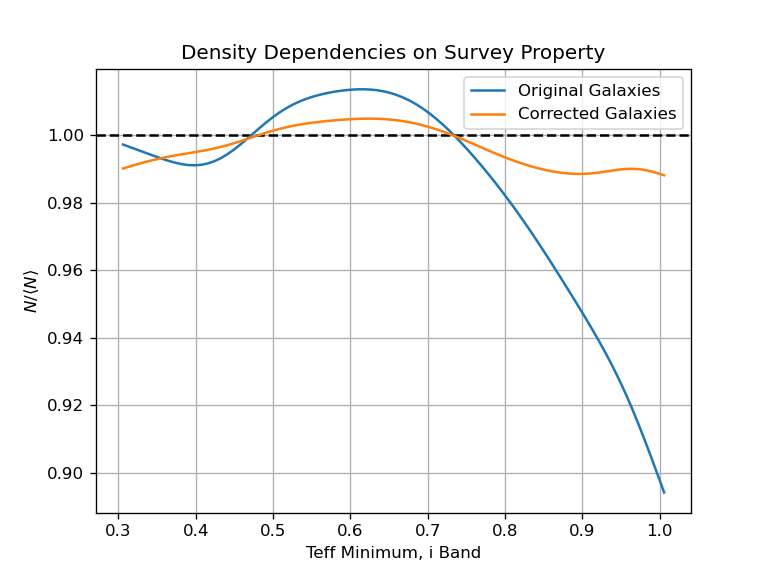 Density Dependencies on Survey Property
Original Galaxies
Corrected Galaxies
1.00
0.98
0.96
0.94
0.92
0.90
N/⟨N⟩
0.3 0.4 0.5 0.6 0.7 0.8 0.9 1.0
Teff Minimum, i Band